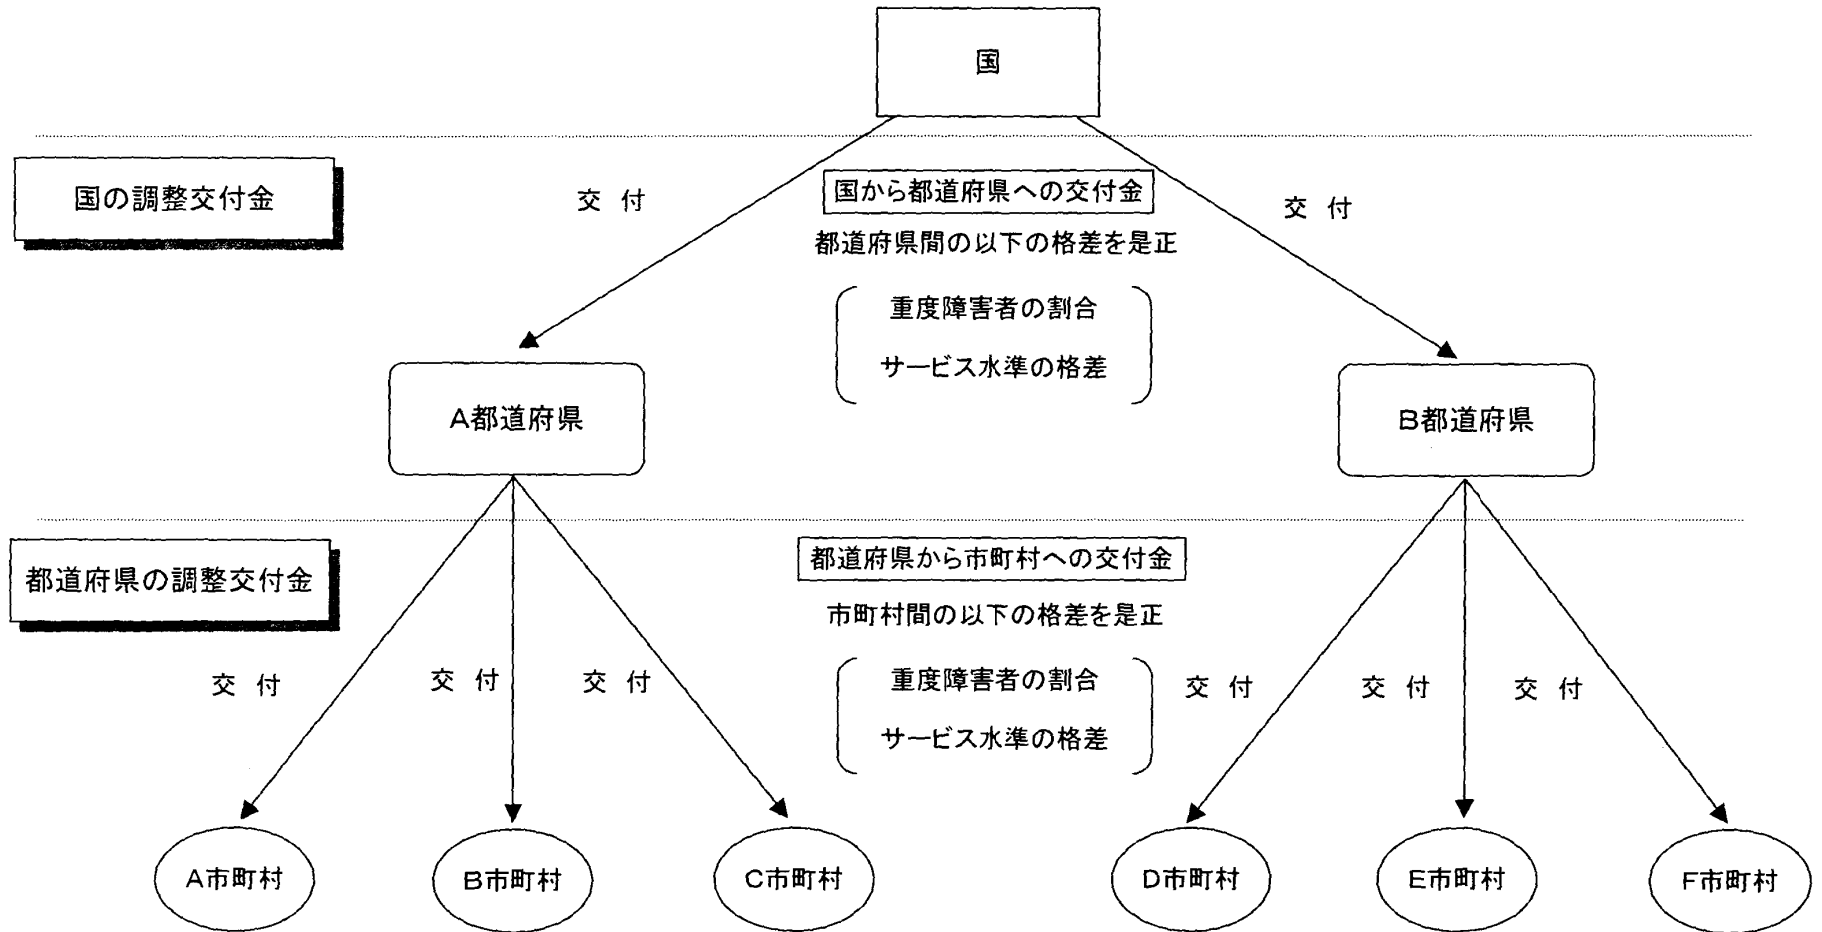 国
国の調整交付金
交 付
国から都道府県への交付金
交 付
都道府県間の以下の格差を是正
重度障害者の割合
サービス水準の格差
A都道府県
B都道府県
都道府県の調整交付金
都道府県から市町村への交付金
市町村間の以下の格差を是正
交 付
交 付
交 付
重度障害者の割合
サービス水準の格差
交 付
交 付
交 付
A市町村
B市町村
C市町村
D市町村
E市町村
F市町村